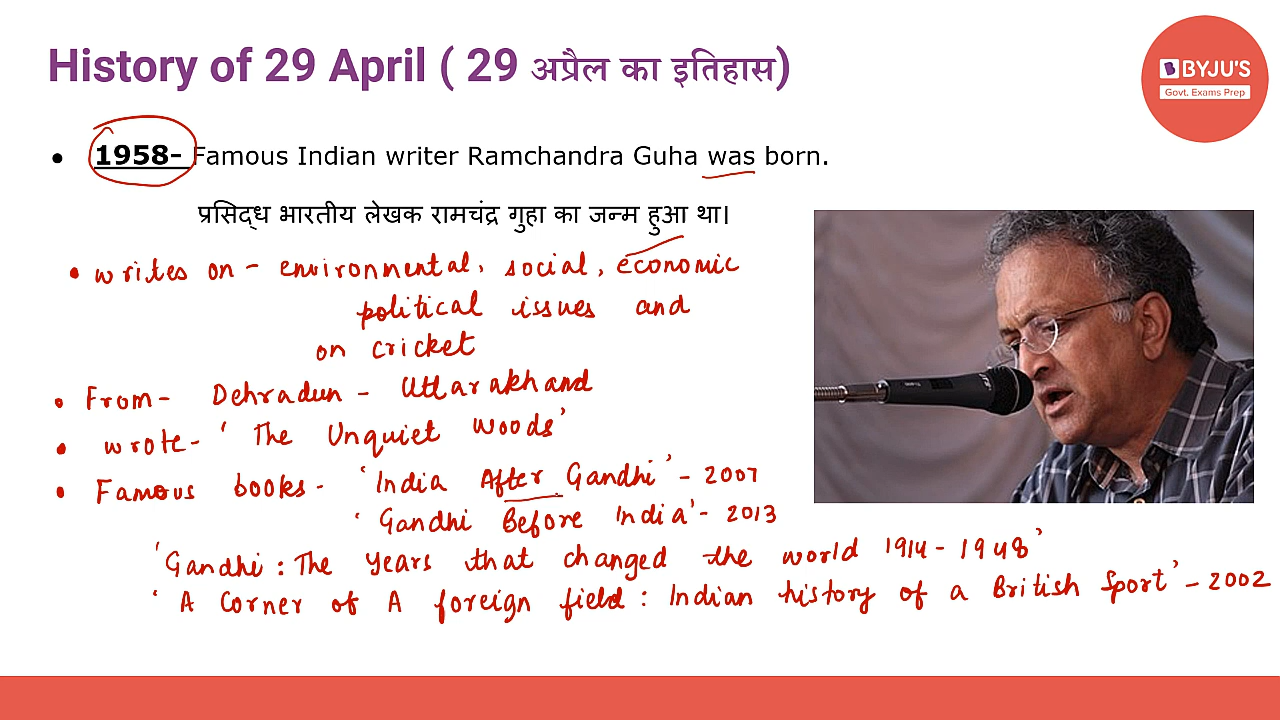 History of 29 April ( 29 अप्रैल का इतिहास)
BYJU'S
Govt. Exams Prep
• 1958- Famous Indian writer Ramchandra Guha was born.
प्रसिद्ध भारतीय लेखक रामचंद्र गुहा का जन्म हुआ था।
• writes on - environmental, social, economic
political issues and
on cricket
• From - Dehradun - Uttarakhand
• wrote - 'The Unquiet Woods'
• Famous books - 'India After Gandhi' - 2007
'Gandhi Before India' - 2013
'Gandhi : The years that changed the world 1914 - 1948'
'A Corner of A foreign field : Indian history of a British Sport' - 2002